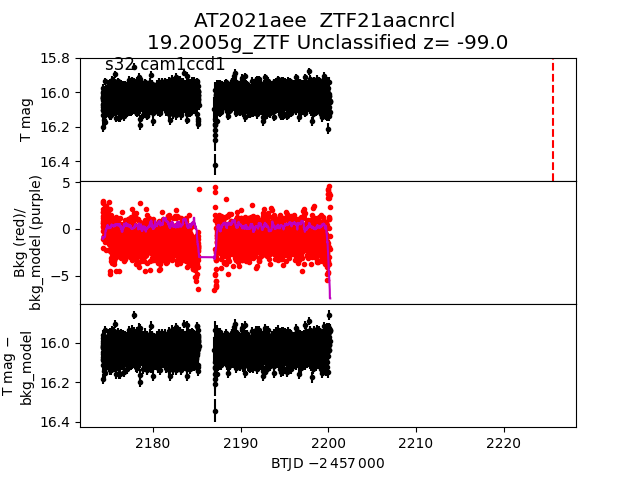 AT2021aee  ZTF21aacnrcl
19.2005g_ZTF Unclassified z= -99.0
s32 cam1ccd1
15.8
16.0
16.2
16.4
T mag
5
0
−5
Bkg (red)/
bkg_model (purple)
16.0
16.2
16.4
T mag −
bkg_model
2180
2190
2200
2210
2220
BTJD −2 457 000